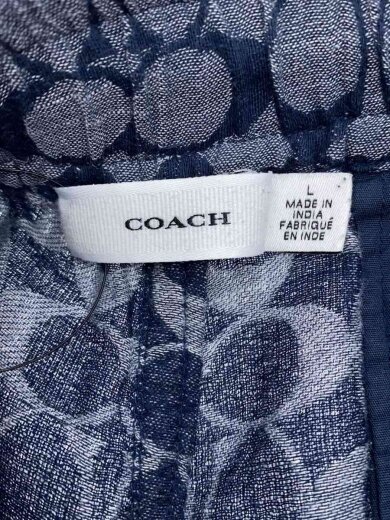 COACH
L
MADE IN
INDIA
FABRIQUÉ
EN INDE